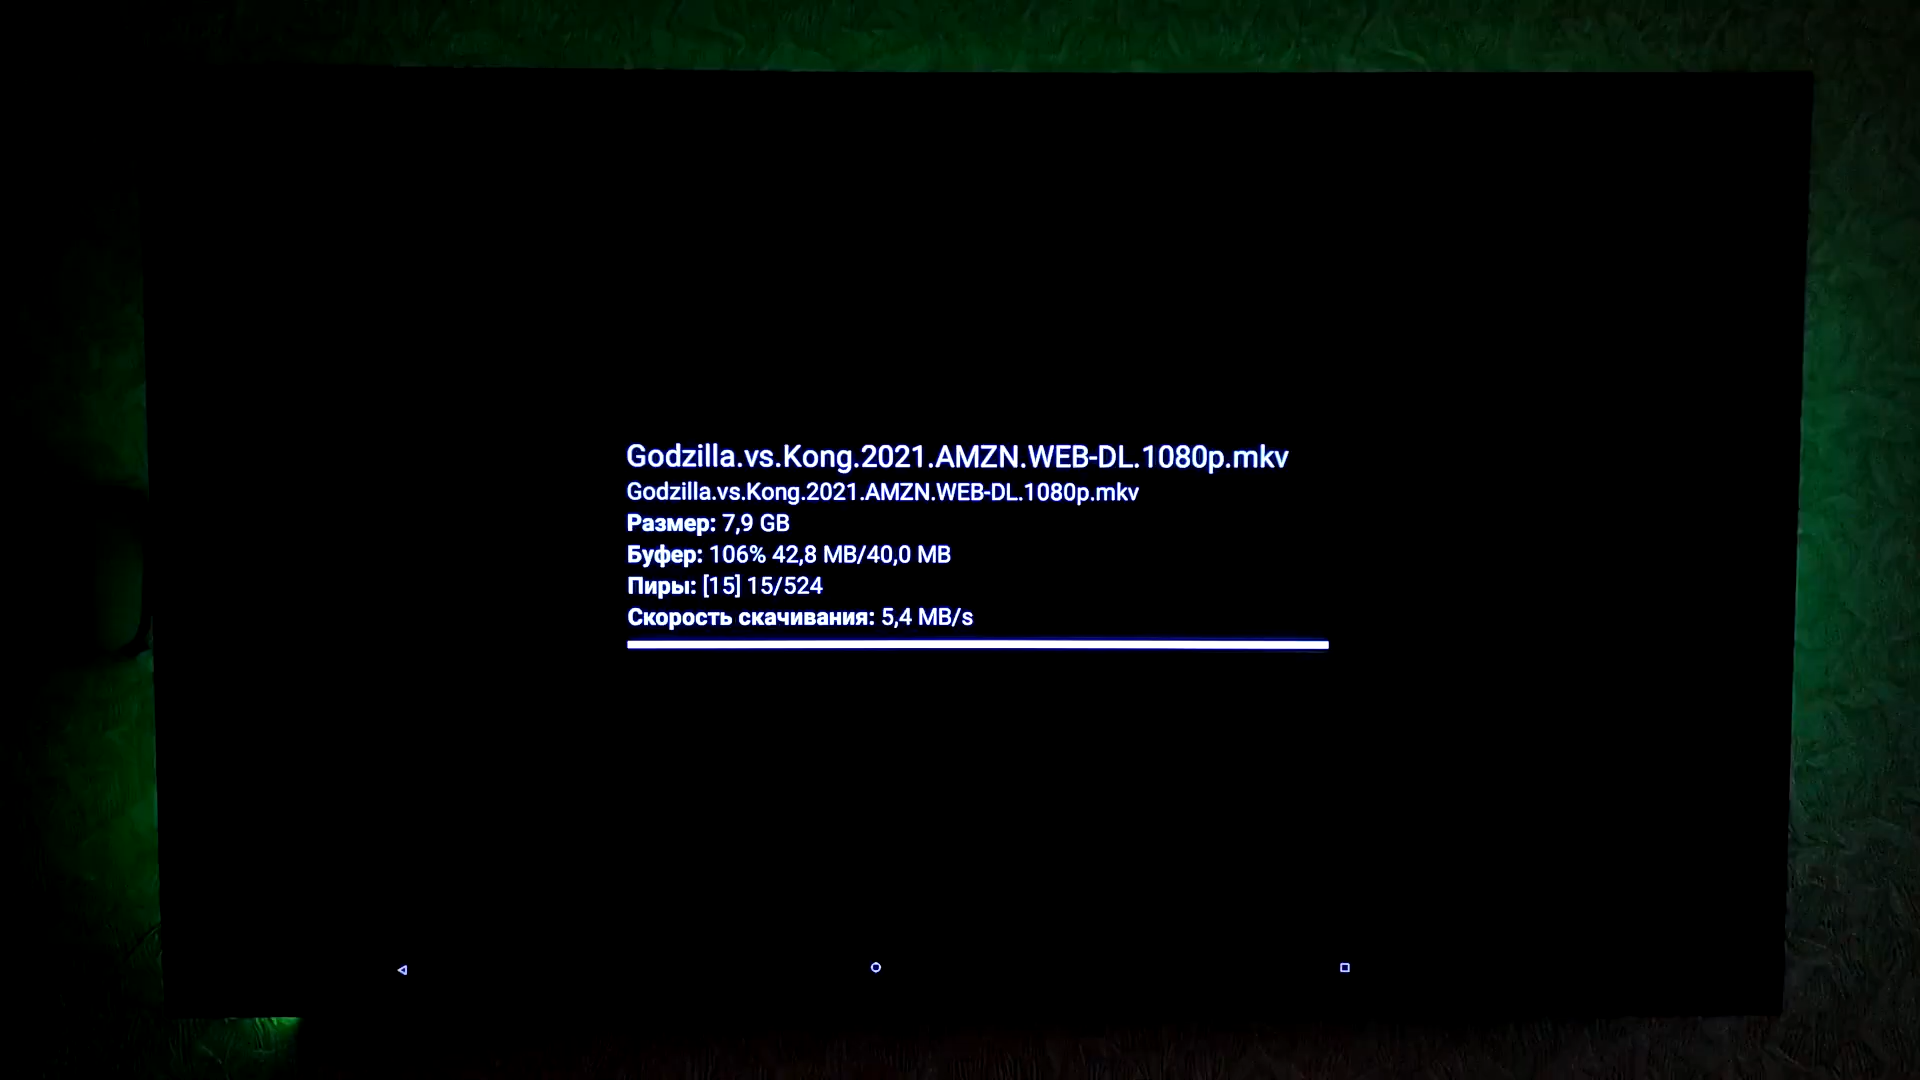 Godzilla.vs.Kong.2021.AMZN.WEB-DL.1080p.mkv
Godzilla.vs.Kong.2021.AMZN.WEB-DL.1080p.mkv
Размер: 7,9 GB
Буфер: 106% 42,8 MB/40,0 MB
Пиры: [15] 15/524
Скорость скачивания: 5,4 MB/s